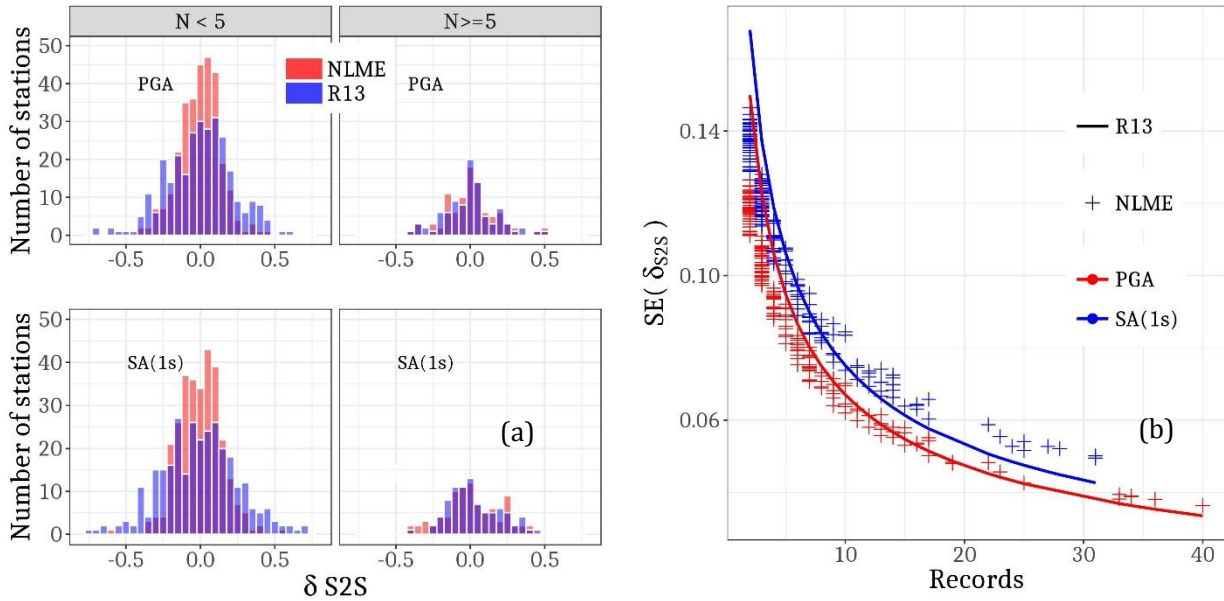 N < 5
N>=5
Number of stations
50
40
30
20
10
0
PGA
NLME
R13
PGA
-0.5
0.0
0.5
-0.5
0.0
0.5
Number of stations
50
40
30
20
10
0
SA(1s)
SA(1s)
(a)
-0.5
0.0
0.5
-0.5
0.0
0.5
δ S2S
SE( δS2S )
0.14
0.10
0.06
R13
NLME
PGA
SA(1s)
(b)
10
20
30
40
Records